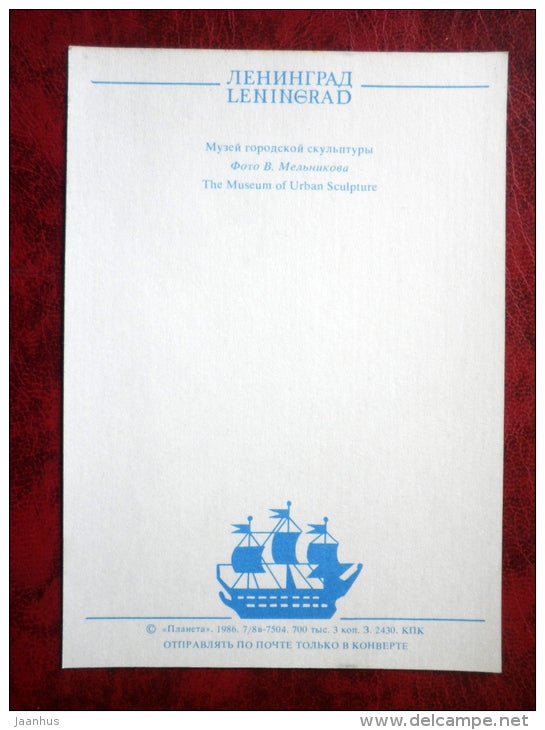 ЛЕНИНГРАД
LENINGRAD
Музей городской скульптуры
Фото В. Мельникова
The Museum of Urban Sculpture
© «Планета». 1986. 7/8в-7504. 700 тыс. 3 коп. З. 2430. КПК
ОТПРАВЛЯТЬ ПО ПОЧТЕ ТОЛЬКО В КОНВЕРТЕ
jaanhus
delcampe.net